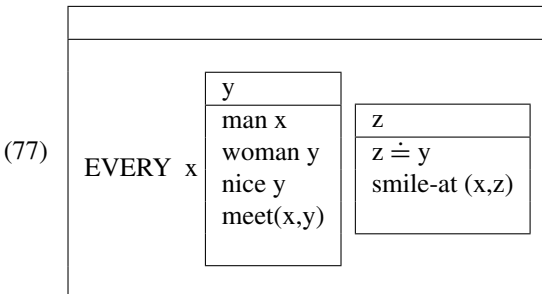 y
man x
woman y
nice y
meet(x,y)
z
z ≐ y
smile-at (x,z)
(77)
EVERY x